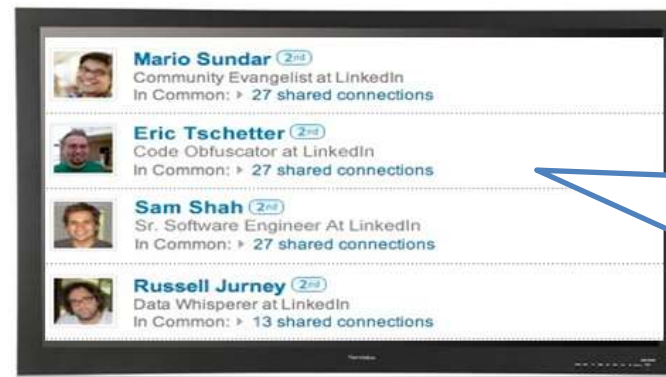 Mario Sundar 2nd
Community Evangelist at LinkedIn
In Common: ▸ 27 shared connections
Eric Tschetter 2nd
Code Obfuscator at LinkedIn
In Common: ▸ 27 shared connections
Sam Shah 2nd
Sr. Software Engineer At LinkedIn
In Common: ▸ 27 shared connections
Russell Jurney 2nd
Data Whisperer at LinkedIn
In Common: ▸ 13 shared connections